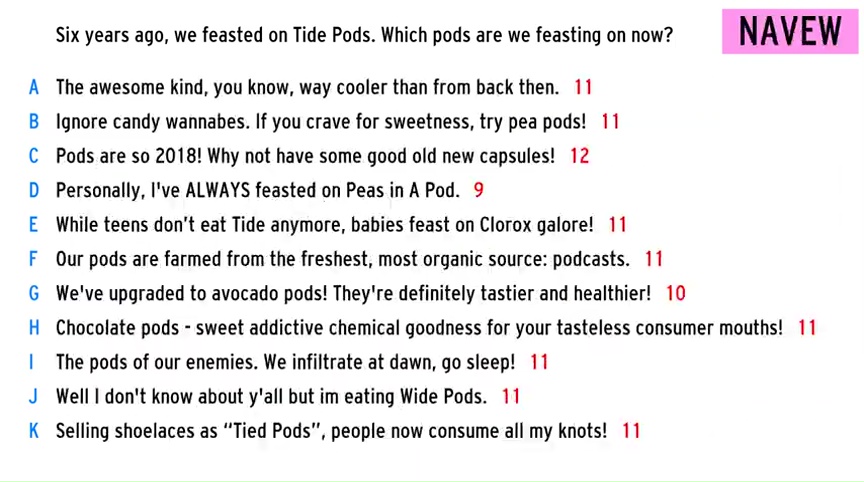 Six years ago, we feasted on Tide Pods. Which pods are we feasting on now?
NAVEW
A The awesome kind, you know, way cooler than from back then. 11
B Ignore candy wannabes. If you crave for sweetness, try pea pods! 11
C Pods are so 2018! Why not have some good old new capsules! 12
D Personally, I've ALWAYS feasted on Peas in A Pod. 9
E While teens don't eat Tide anymore, babies feast on Clorox galore! 11
F Our pods are farmed from the freshest, most organic source: podcasts. 11
G We've upgraded to avocado pods! They're definitely tastier and healthier! 10
H Chocolate pods - sweet addictive chemical goodness for your tasteless consumer mouths! 11
I The pods of our enemies. We infiltrate at dawn, go sleep! 11
J Well I don't know about y'all but im eating Wide Pods. 11
K Selling shoelaces as “Tied Pods”, people now consume all my knots! 11